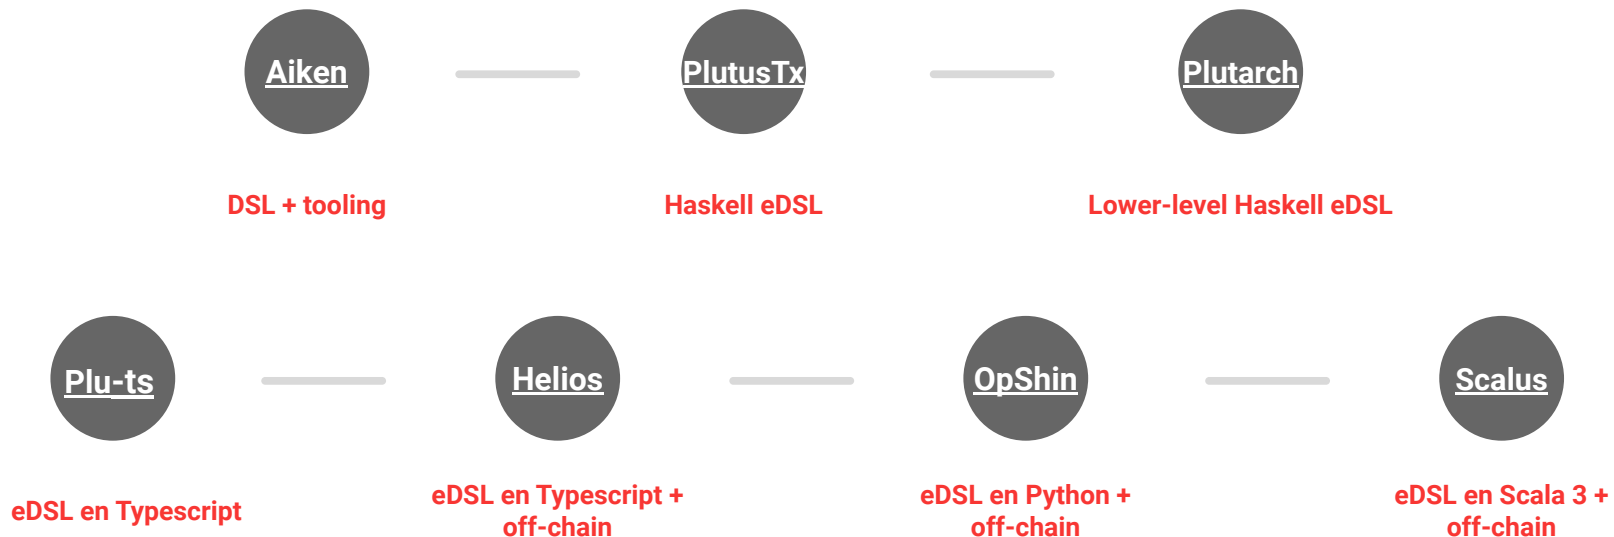 Aiken
PlutusTx
Plutarch
DSL + tooling
Haskell eDSL
Lower-level Haskell eDSL
Plu-ts
Helios
OpShin
Scalus
eDSL en Typescript
eDSL en Typescript +
off-chain
eDSL en Python +
off-chain
eDSL en Scala 3 +
off-chain